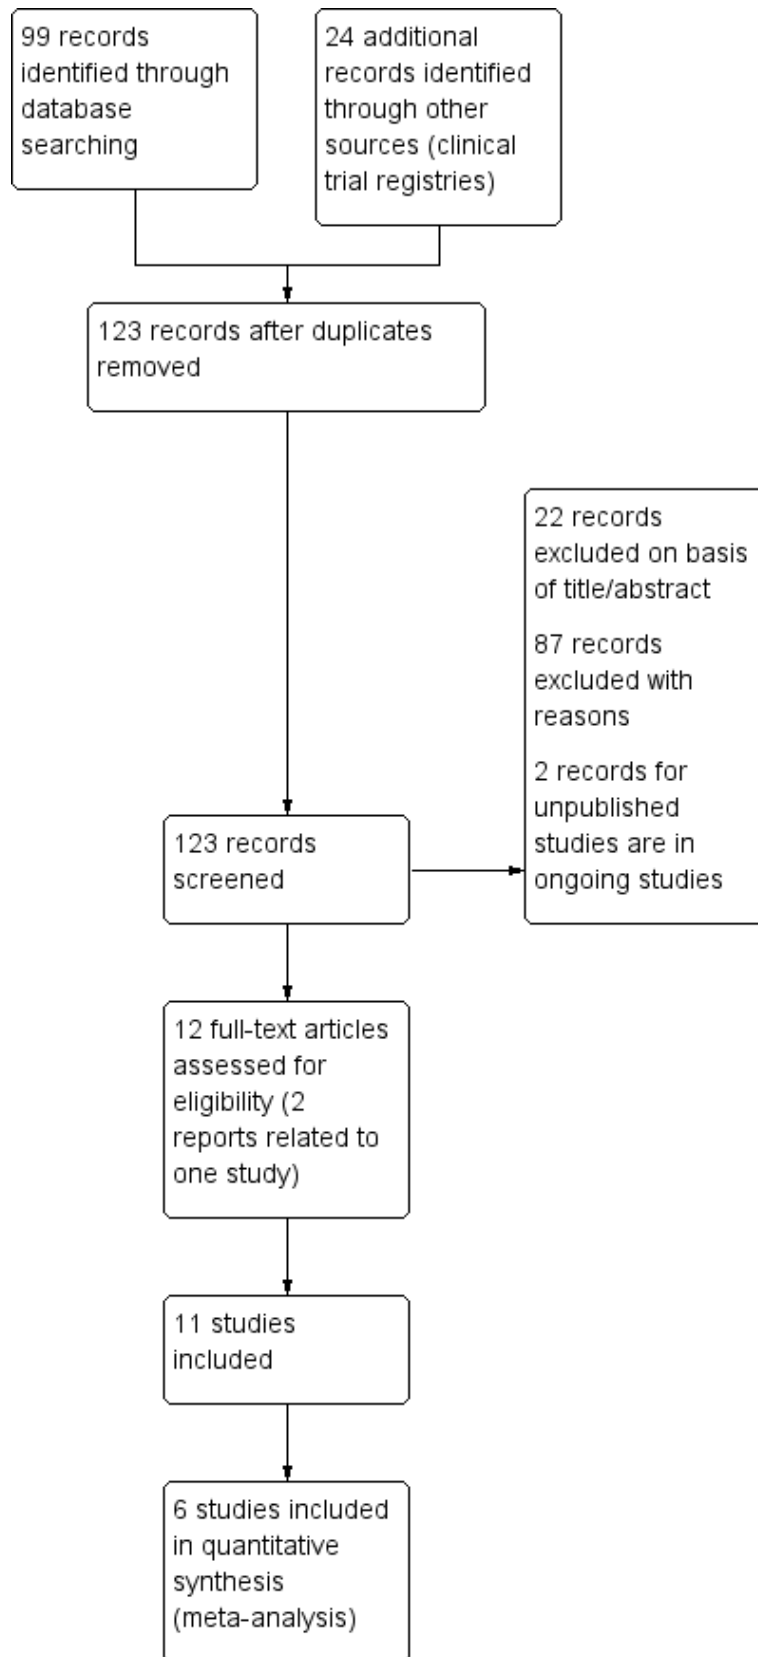 99 records
identified through
database
searching
24 additional
records identified
through other
sources (clinical
trial registries)
123 records after duplicates
removed
22 records
excluded on basis
of title/abstract
87 records
excluded with
reasons
2 records for
unpublished
studies are in
ongoing studies
123 records
screened
12 full-text articles
assessed for
eligibility (2
reports related to
one study)
11 studies
included
6 studies included
in quantitative
synthesis
(meta-analysis)